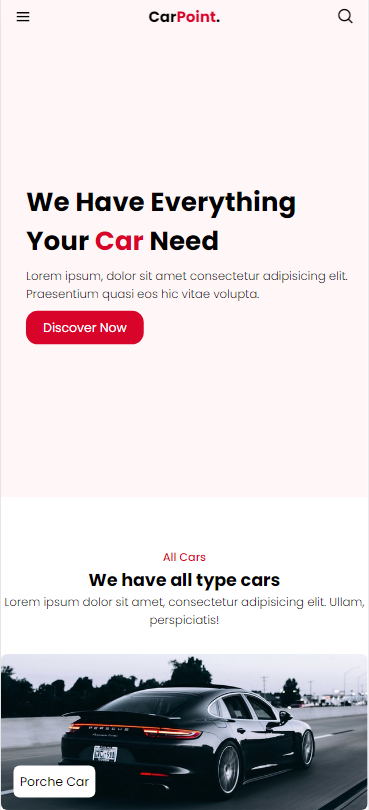 CarPoint.
We Have Everything
Your Car Need
Lorem ipsum, dolor sit amet consectetur adipisicing elit.
Praesentium quasi eos hic vitae volupta.
Discover Now
All Cars
We have all type cars
Lorem ipsum dolor sit amet, consectetur adipisicing elit. Ullam,
perspiciatis!
PORSCHE
Porche Car